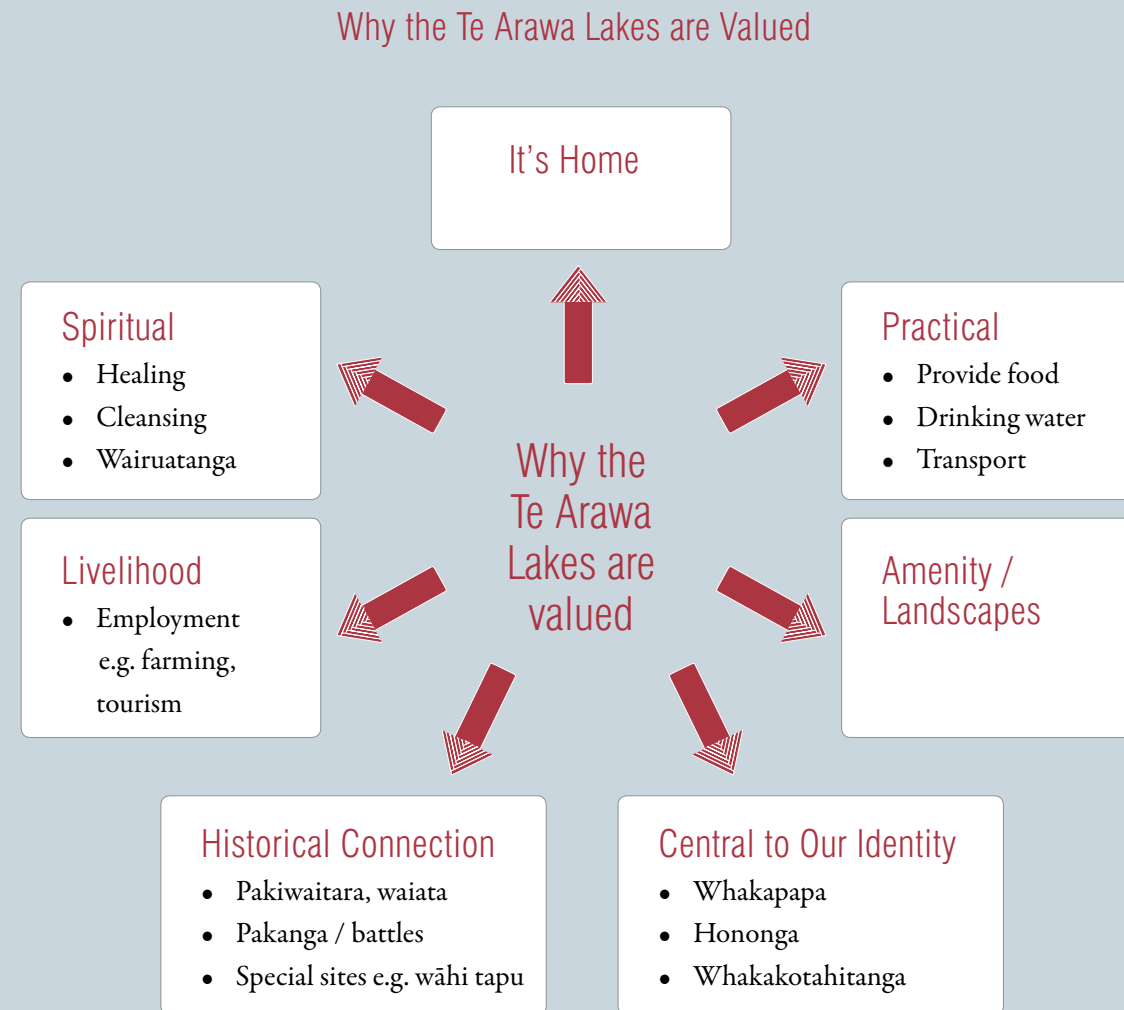 Why the Te Arawa Lakes are Valued
It’s Home
Spiritual
• Healing
• Cleansing
• Wairuatanga
Practical
• Provide food
• Drinking water
• Transport
Why the
Te Arawa
Lakes are
valued
Livelihood
• Employment
e.g. farming,
tourism
Amenity /
Landscapes
Historical Connection
• Pakiwaitara, waiata
• Pakanga / battles
• Special sites e.g. wāhi tapu
Central to Our Identity
• Whakapapa
• Hononga
• Whakakotahitanga